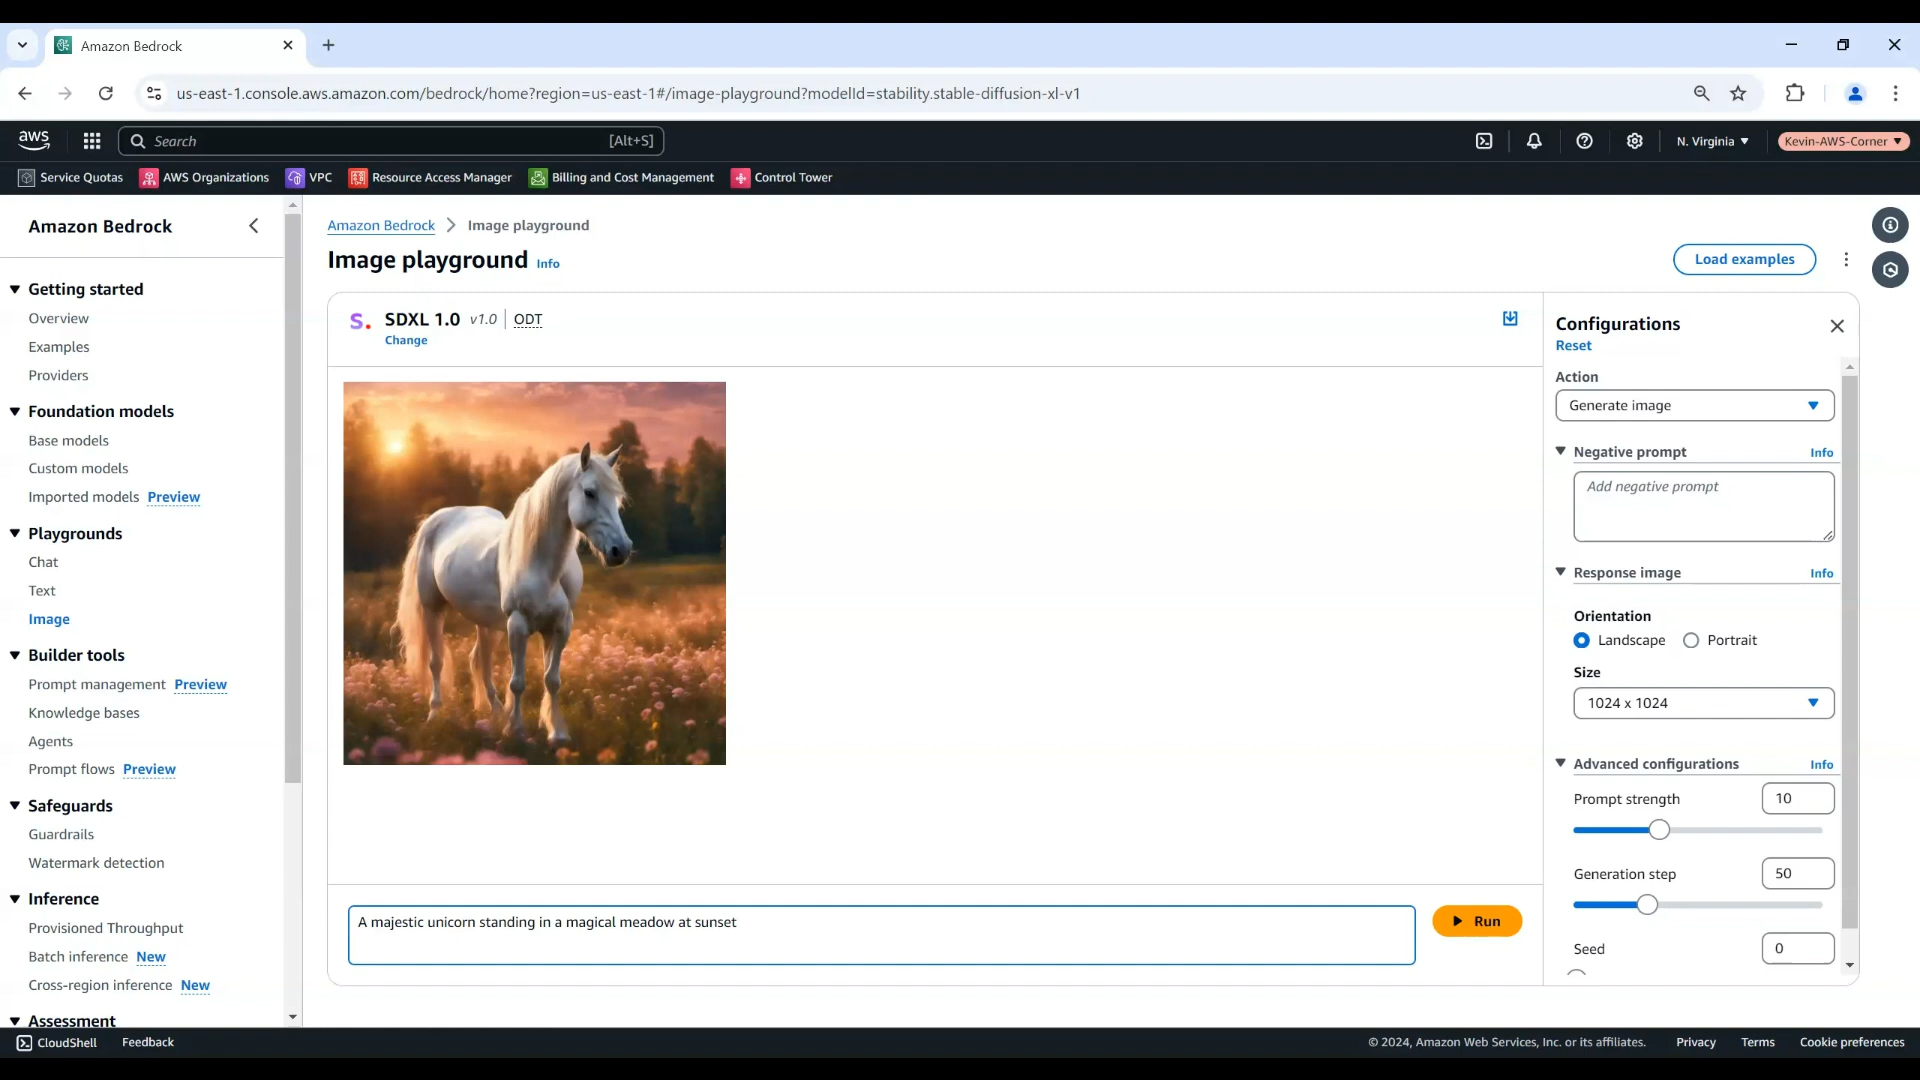 Amazon Bedrock
us-east-1.console.aws.amazon.com/bedrock/home?region=us-east-1#/image-playground?modelId=stability.stable-diffusion-xl-v1
aws
Search [Alt+S]
N. Virginia
Kevin-AWS-Corner
Service Quotas AWS Organizations VPC Resource Access Manager Billing and Cost Management Control Tower
Amazon Bedrock
Getting started
Overview
Examples
Providers
Foundation models
Base models
Custom models
Imported models Preview
Playgrounds
Chat
Text
Image
Builder tools
Prompt management Preview
Knowledge bases
Agents
Prompt flows Preview
Safeguards
Guardrails
Watermark detection
Inference
Provisioned Throughput
Batch inference New
Cross-region inference New
Assessment
Amazon Bedrock > Image playground
Image playground Info
Load examples
S. SDXL 1.0 v1.0 | ODT
Change
A majestic unicorn standing in a magical meadow at sunset
Run
Configurations
Reset
Action
Generate image
Negative prompt Info
Add negative prompt
Response image Info
Orientation
Landscape Portrait
Size
1024 x 1024
Advanced configurations Info
Prompt strength 10
Generation step 50
Seed 0
CloudShell Feedback
© 2024, Amazon Web Services, Inc. or its affiliates. Privacy Terms Cookie preferences